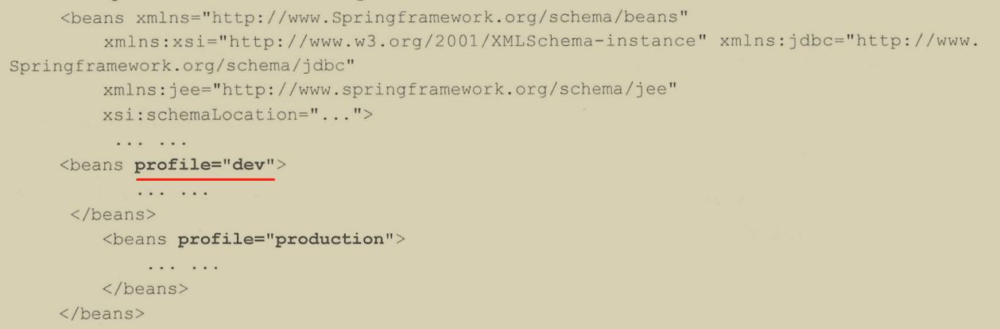 <beans xmlns="http://www.Springframework.org/schema/beans"
xmlns:xsi="http://www.w3.org/2001/XMLSchema-instance" xmlns:jdbc="http://www.
Springframework.org/schema/jdbc"
xmlns:jee="http://www.springframework.org/schema/jee"
xsi:schemaLocation="...">
... ...
<beans profile="dev">
... ...
</beans>
<beans profile="production">
... ...
</beans>
</beans>